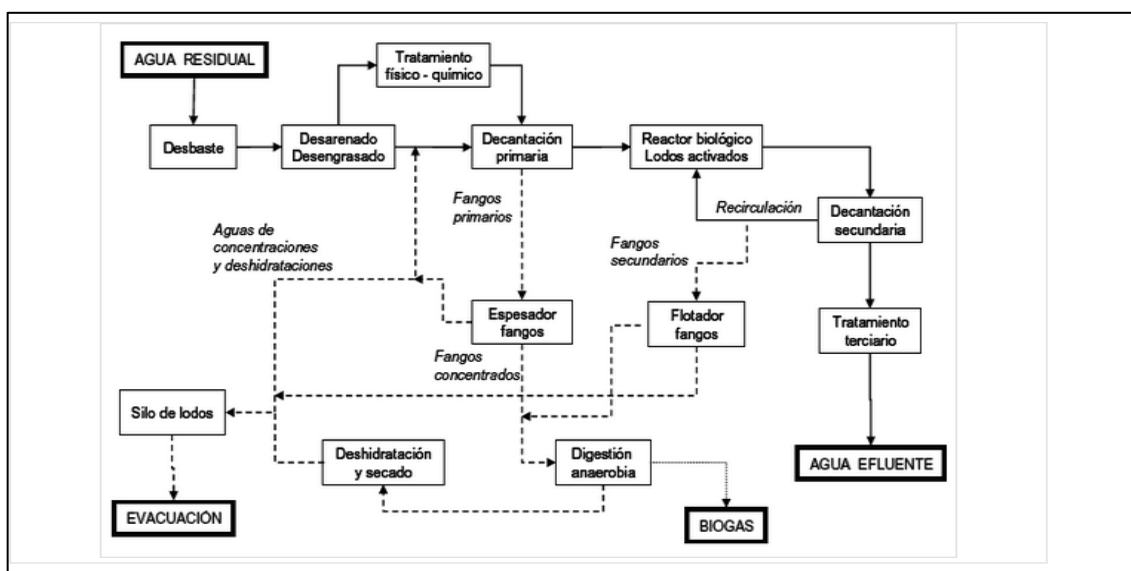 AGUA RESIDUAL
Tratamiento
físico - químico
Desbaste
Desarenado
Desengrasado
Decantación
primaria
Reactor biológico
Lodos activados
Fangos
primarios
Recirculación
Decantación
secundaria
Aguas de
concentraciones
y deshidrataciones
Fangos
secundarios
Espesador
fangos
Flotador
fangos
Tratamiento
terciario
Fangos
concentrados
Silo de lodos
Deshidratación
y secado
Digestión
anaerobia
AGUA EFLUENTE
EVACUACIÓN
BIOGAS